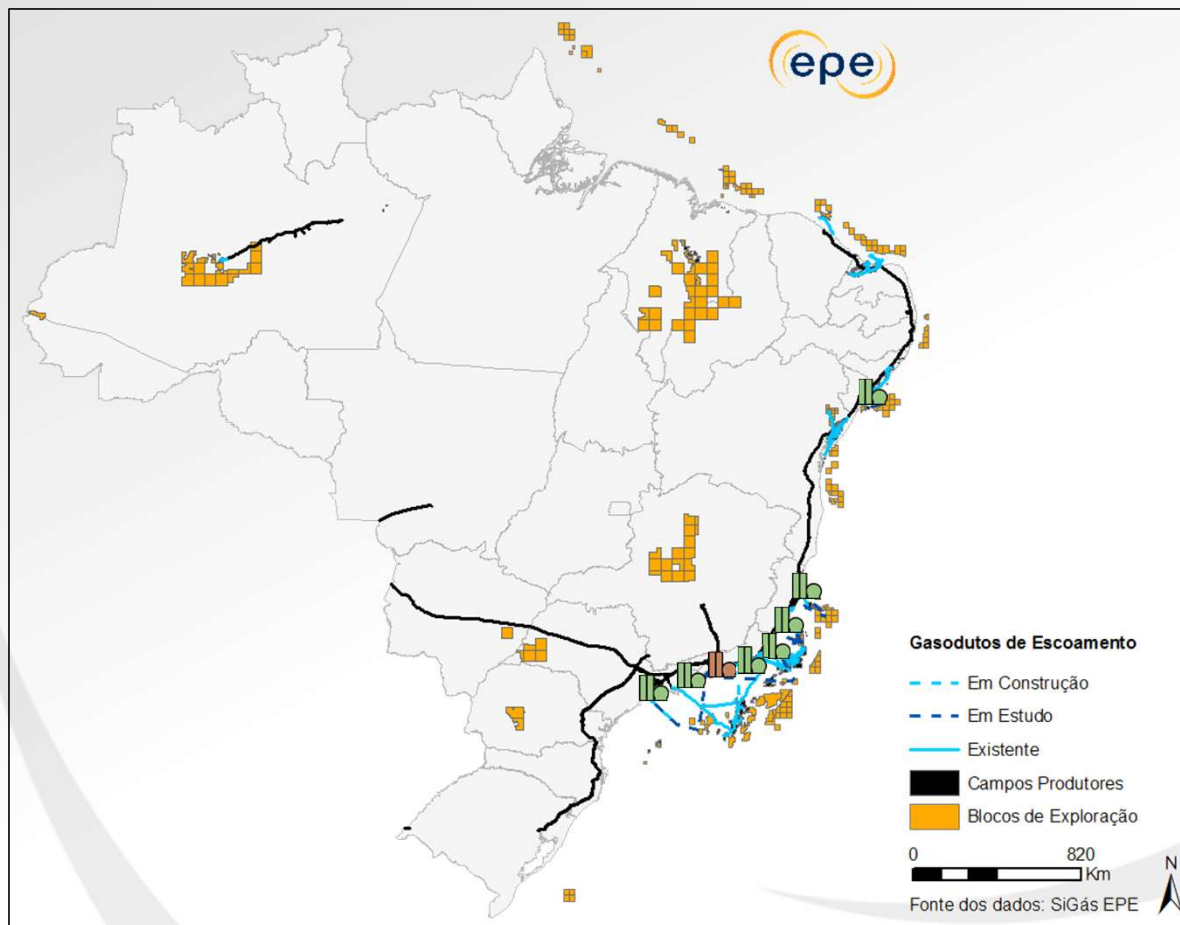 epe
Gasodutos de Escoamento
Em Construção
Em Estudo
Existente
Campos Produtores
Blocos de Exploração
0 820
Km
N
Fonte dos dados: SiGás EPE